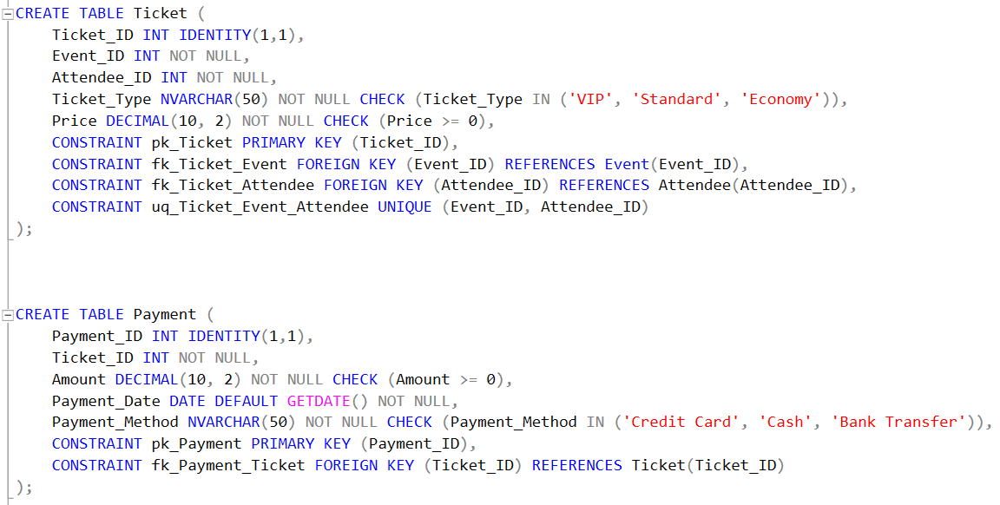 CREATE TABLE Ticket (
    Ticket_ID INT IDENTITY(1,1),
    Event_ID INT NOT NULL,
    Attendee_ID INT NOT NULL,
    Ticket_Type NVARCHAR(50) NOT NULL CHECK (Ticket_Type IN ('VIP', 'Standard', 'Economy')),
    Price DECIMAL(10, 2) NOT NULL CHECK (Price >= 0),
    CONSTRAINT pk_Ticket PRIMARY KEY (Ticket_ID),
    CONSTRAINT fk_Ticket_Event FOREIGN KEY (Event_ID) REFERENCES Event(Event_ID),
    CONSTRAINT fk_Ticket_Attendee FOREIGN KEY (Attendee_ID) REFERENCES Attendee(Attendee_ID),
    CONSTRAINT uq_Ticket_Event_Attendee UNIQUE (Event_ID, Attendee_ID)
);
CREATE TABLE Payment (
    Payment_ID INT IDENTITY(1,1),
    Ticket_ID INT NOT NULL,
    Amount DECIMAL(10, 2) NOT NULL CHECK (Amount >= 0),
    Payment_Date DATE DEFAULT GETDATE() NOT NULL,
    Payment_Method NVARCHAR(50) NOT NULL CHECK (Payment_Method IN ('Credit Card', 'Cash', 'Bank Transfer')),
    CONSTRAINT pk_Payment PRIMARY KEY (Payment_ID),
    CONSTRAINT fk_Payment_Ticket FOREIGN KEY (Ticket_ID) REFERENCES Ticket(Ticket_ID)
);